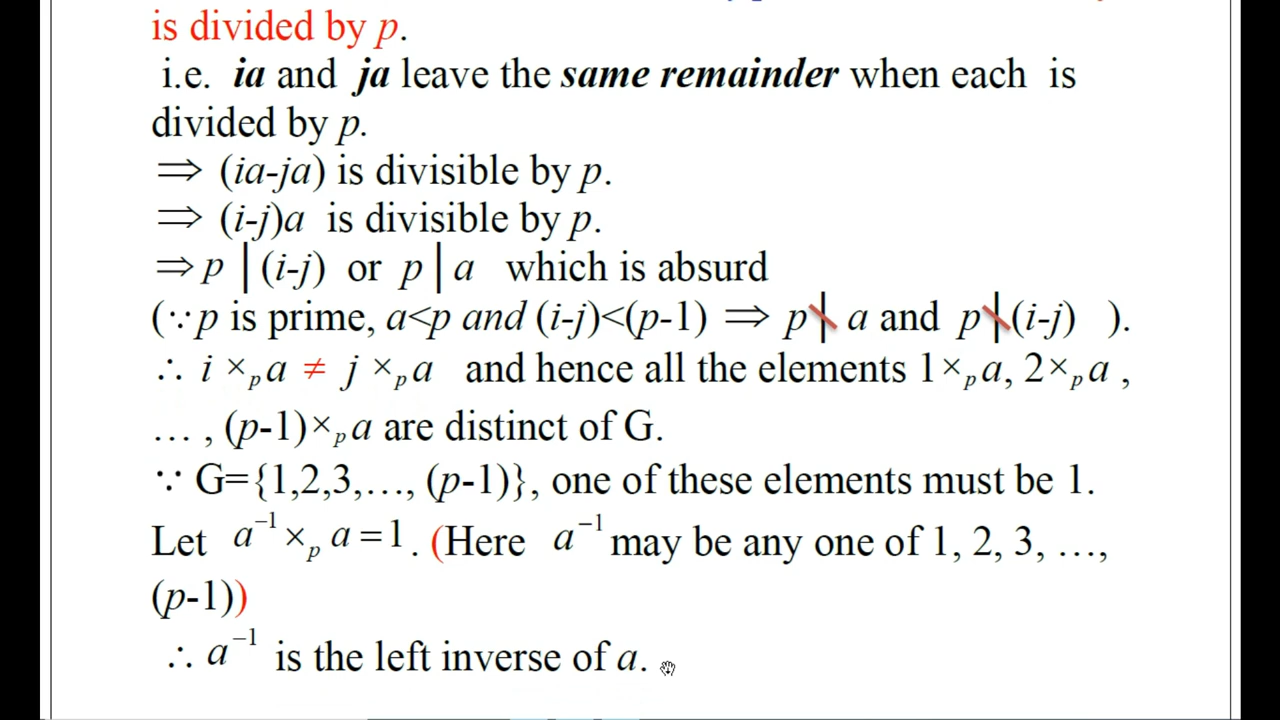 is divided by p.
i.e. ia and ja leave the same remainder when each is
divided by p.
⟹ (ia-ja) is divisible by p.
⟹ (i-j)a is divisible by p.
⟹ p | (i-j) or p | a which is absurd
(∵ p is prime, a<p and (i-j)<(p-1) ⟹ p ∤ a and p ∤ (i-j) ).
∴ i ×ₚ a ≠ j ×ₚ a and hence all the elements 1×ₚa, 2×ₚa ,
… , (p-1)×ₚa are distinct of G.
∵ G={1,2,3,…, (p-1)}, one of these elements must be 1.
Let a⁻¹ ×ₚ a = 1. (Here a⁻¹ may be any one of 1, 2, 3, …,
(p-1))
∴ a⁻¹ is the left inverse of a.